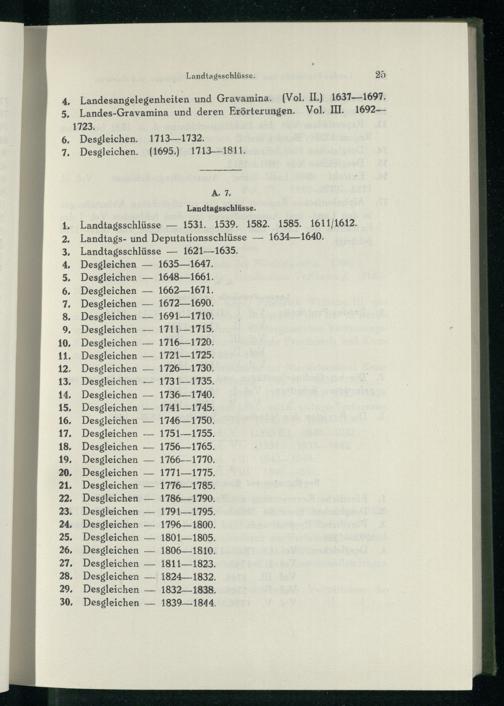 Landtagsschlüsse. 25
4. Landesangelegenheiten und Gravamina. (Vol. II.) 1637—1697.
5. Landes-Gravamina und deren Erörterungen. Vol. III. 1692—
1723.
6. Desgleichen. 1713—1732.
7. Desgleichen. (1695.) 1713—1811.
A. 7.
Landtagsschlüsse.
1. Landtagsschlüsse — 1531. 1539. 1582. 1585. 1611/1612.
2. Landtags- und Deputationsschlüsse — 1634—1640.
3. Landtagsschlüsse — 1621—1635.
4. Desgleichen — 1635—1647.
5. Desgleichen — 1648—1661.
6. Desgleichen — 1662—1671.
7. Desgleichen — 1672—1690.
8. Desgleichen — 1691—1710.
9. Desgleichen — 1711—1715.
10. Desgleichen — 1716—1720.
11. Desgleichen — 1721—1725.
12. Desgleichen — 1726—1730.
13. Desgleichen — 1731—1735.
14. Desgleichen — 1736—1740.
15. Desgleichen — 1741—1745.
16. Desgleichen — 1746—1750.
17. Desgleichen — 1751—1755.
18. Desgleichen — 1756—1765.
19. Desgleichen — 1766—1770.
20. Desgleichen — 1771—1775.
21. Desgleichen — 1776—1785.
22. Desgleichen — 1786—1790.
23. Desgleichen — 1791—1795.
24. Desgleichen — 1796—1800.
25. Desgleichen — 1801—1805.
26. Desgleichen — 1806—1810.
27. Desgleichen — 1811—1823.
28. Desgleichen — 1824—1832.
29. Desgleichen — 1832—1838.
30. Desgleichen — 1839—1844.